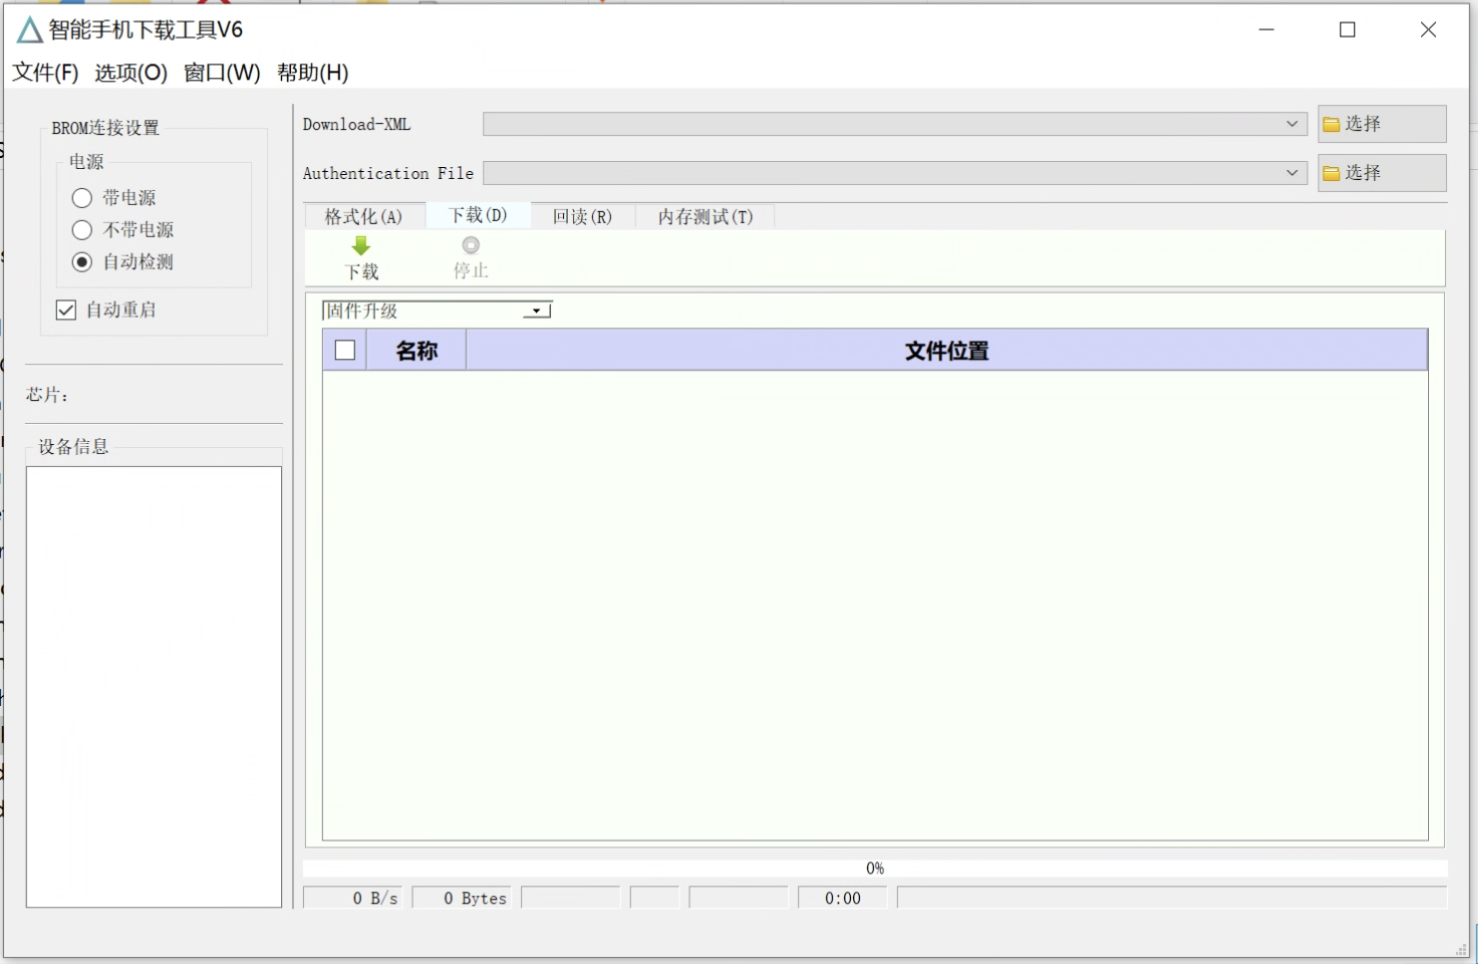 智能手机下载工具V6
文件(F) 选项(O) 窗口(W) 帮助(H)
BROM连接设置
电源
带电源
不带电源
自动检测
自动重启
芯片:
设备信息
Download-XML
选择
Authentication File
选择
格式化(A) 下载(D) 回读(R) 内存测试(T)
下载 停止
固件升级
名称 文件位置
0%
0 B/s 0 Bytes 0:00